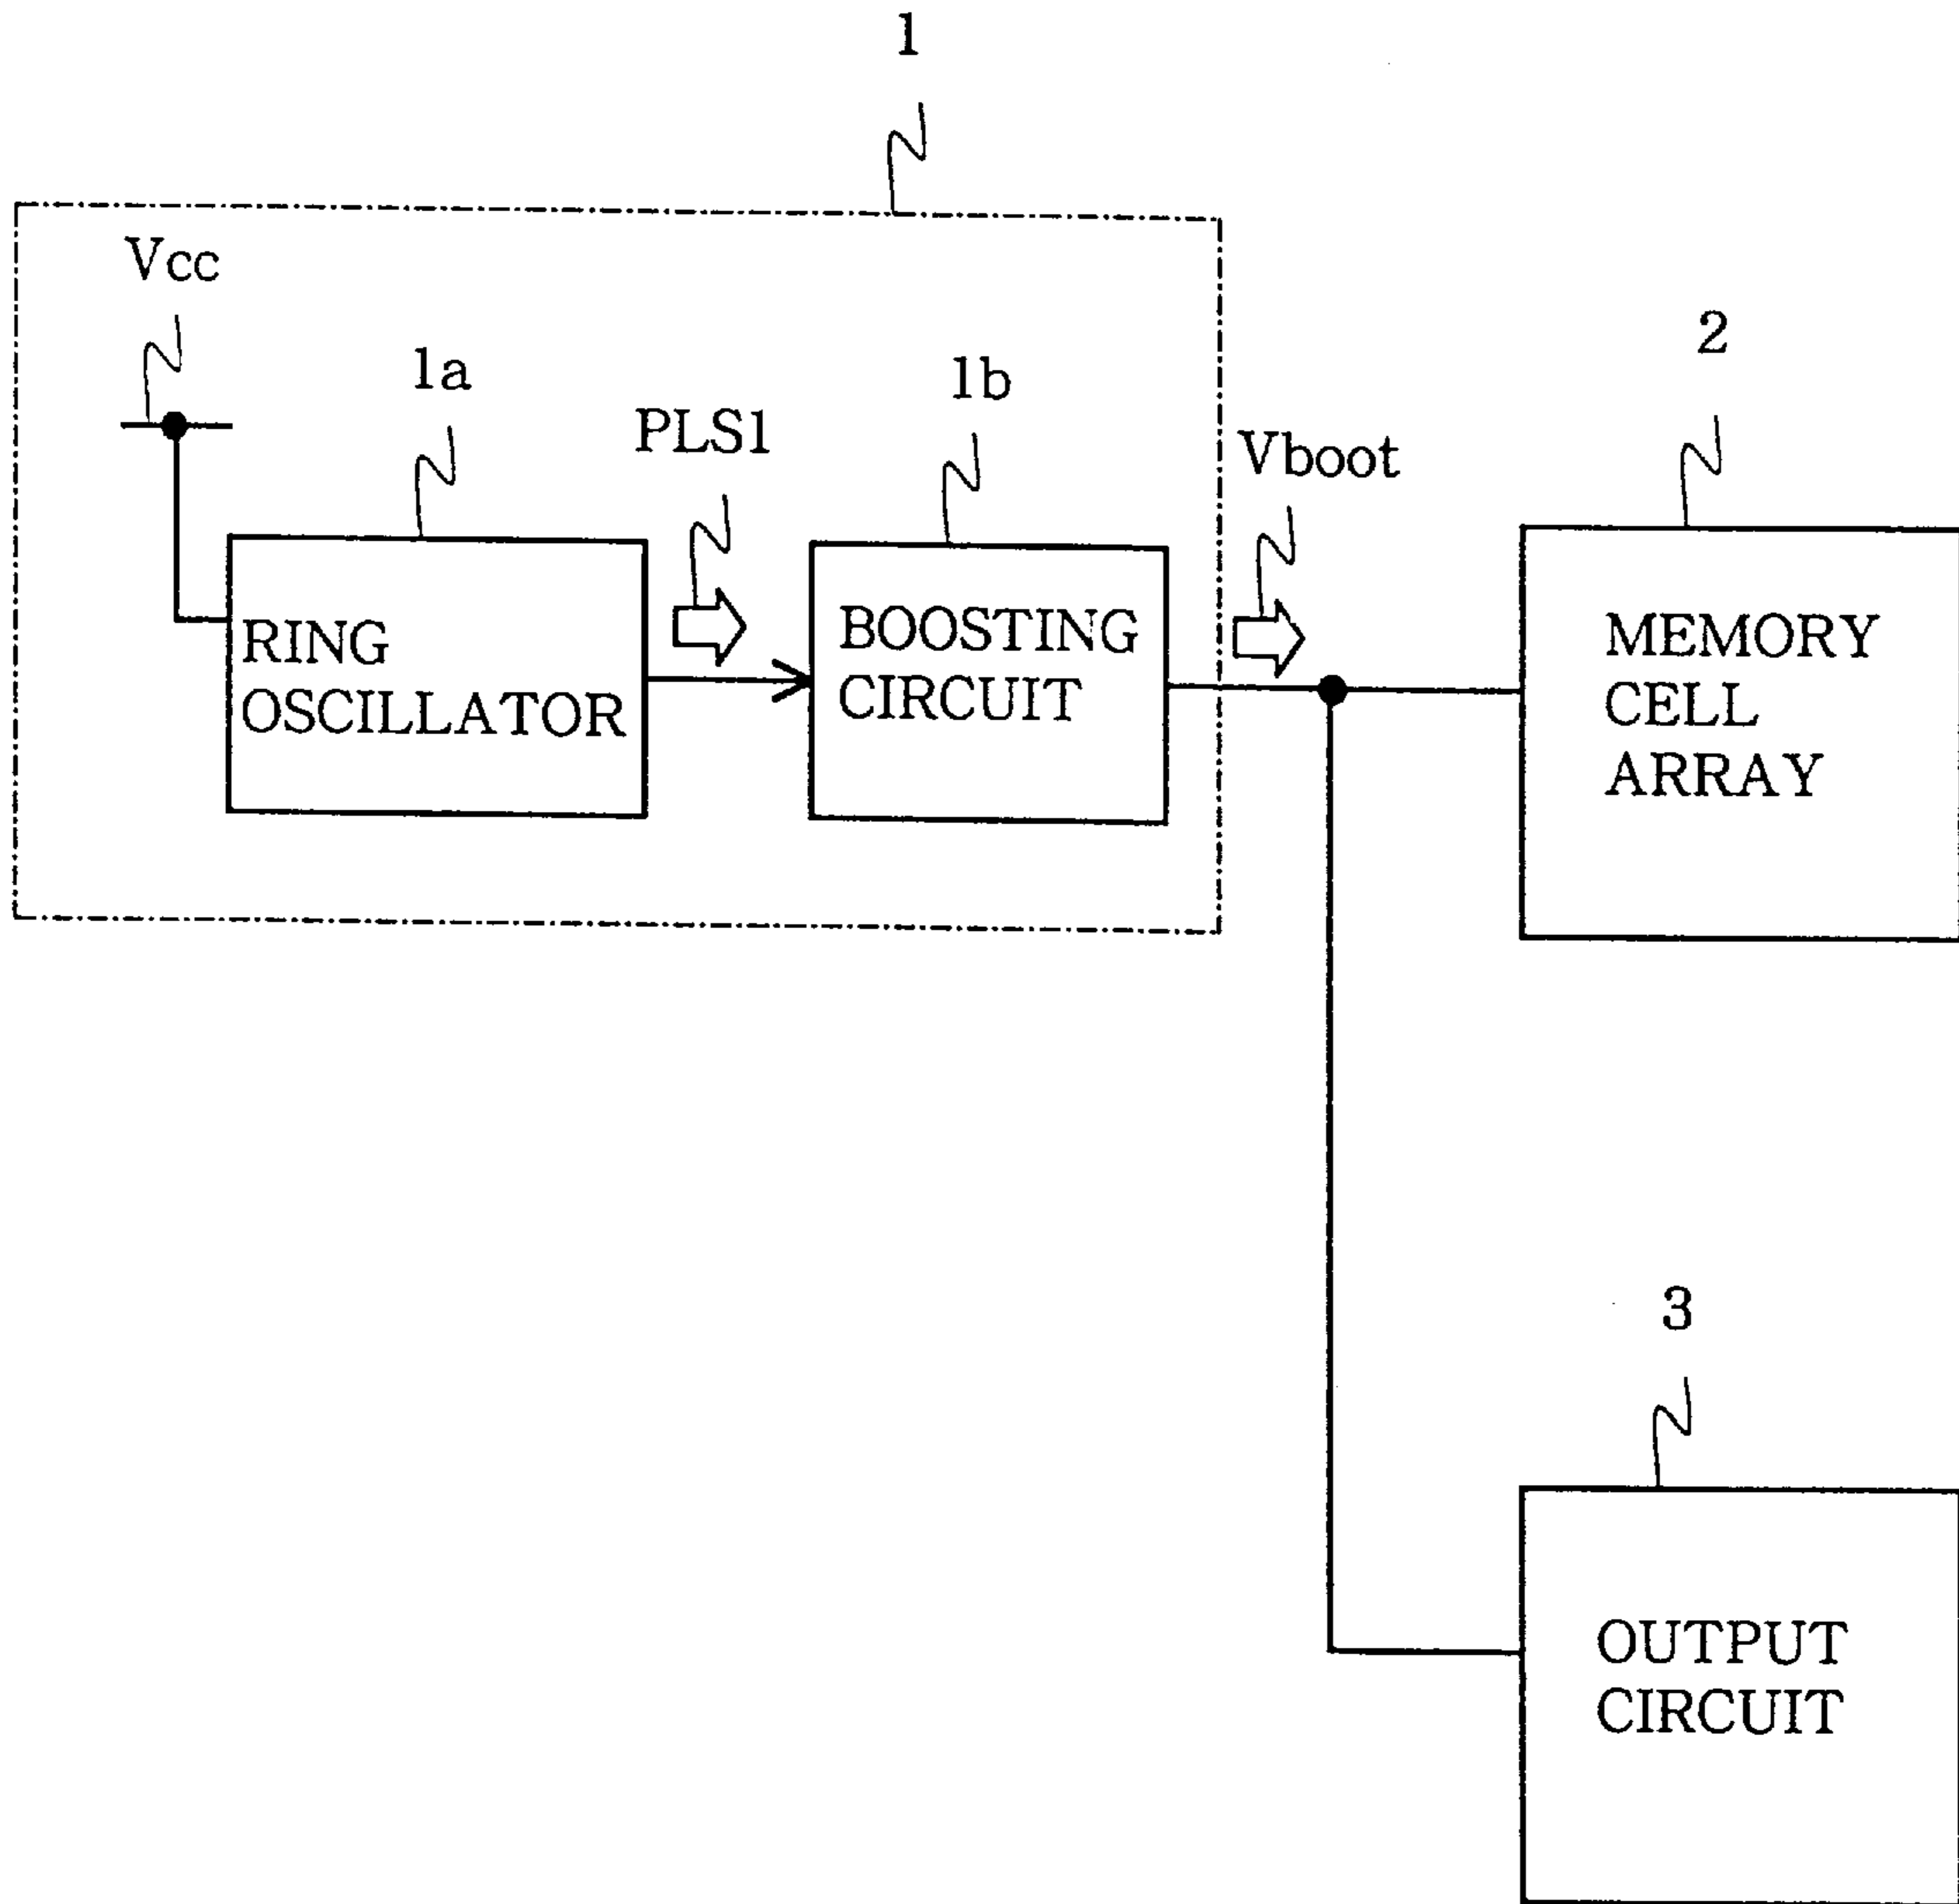 1
Vcc
1a
PLS1
1b
Vboot
2
RING
OSCILLATOR
BOOSTING
CIRCUIT
MEMORY
CELL
ARRAY
3
OUTPUT
CIRCUIT